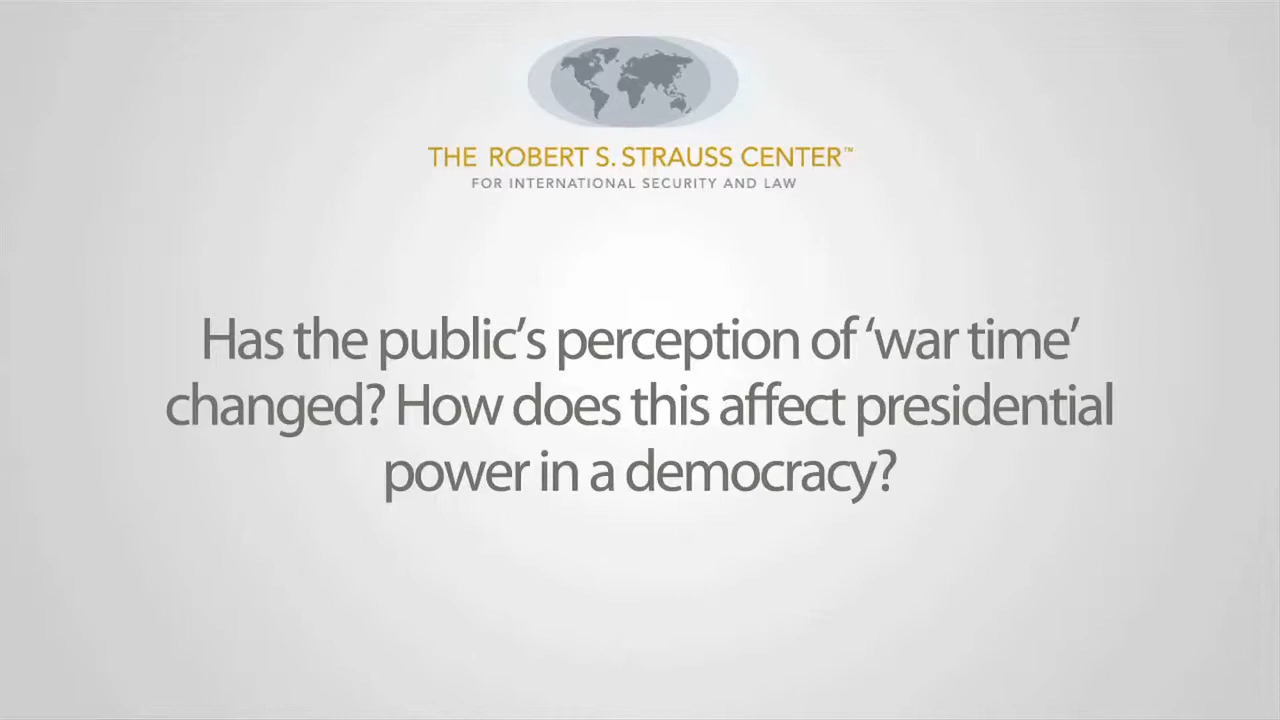 THE ROBERT S. STRAUSS CENTER™
FOR INTERNATIONAL SECURITY AND LAW
Has the public’s perception of ‘war time’
changed? How does this affect presidential
power in a democracy?